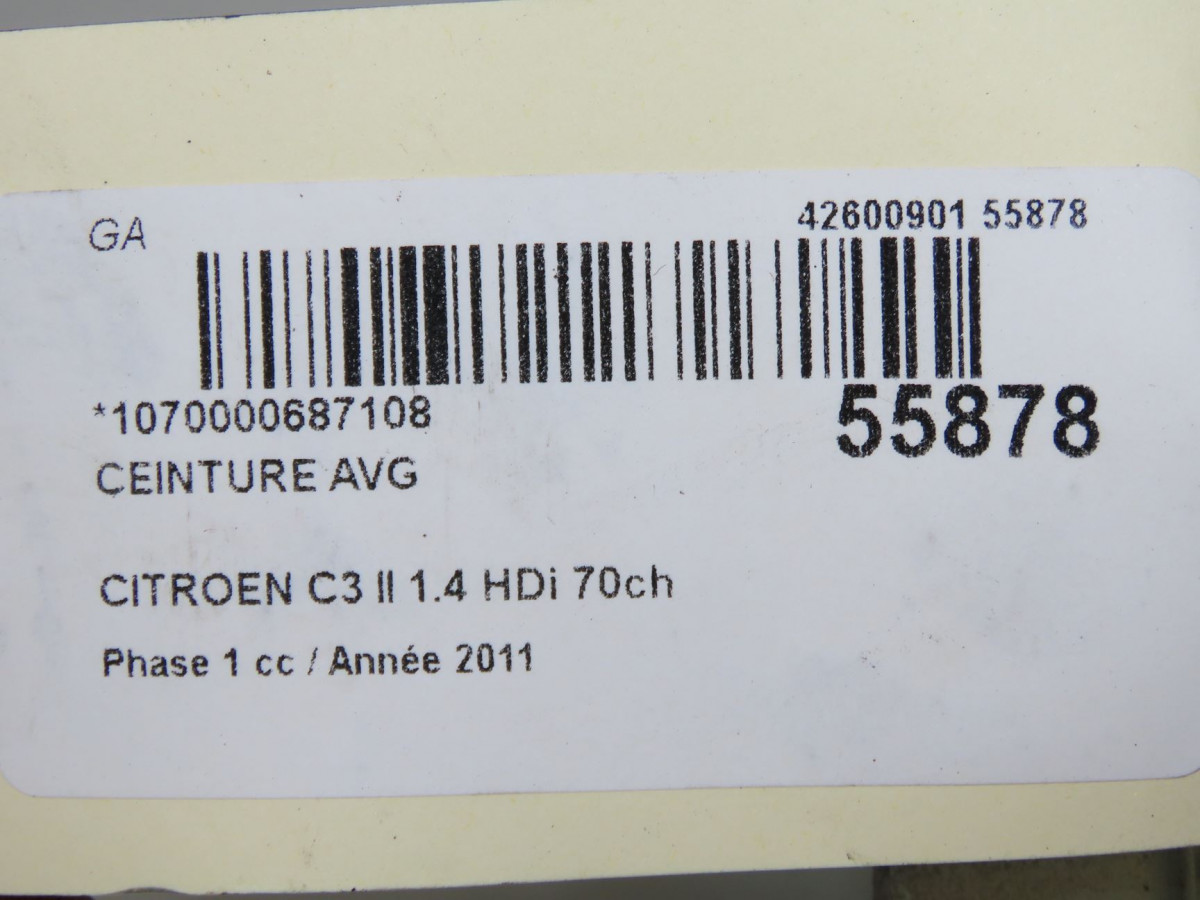 GA
42600901 55878
*1070000687108
55878
CEINTURE AVG
CITROEN C3 II 1.4 HDi 70ch
Phase 1 cc / Année 2011